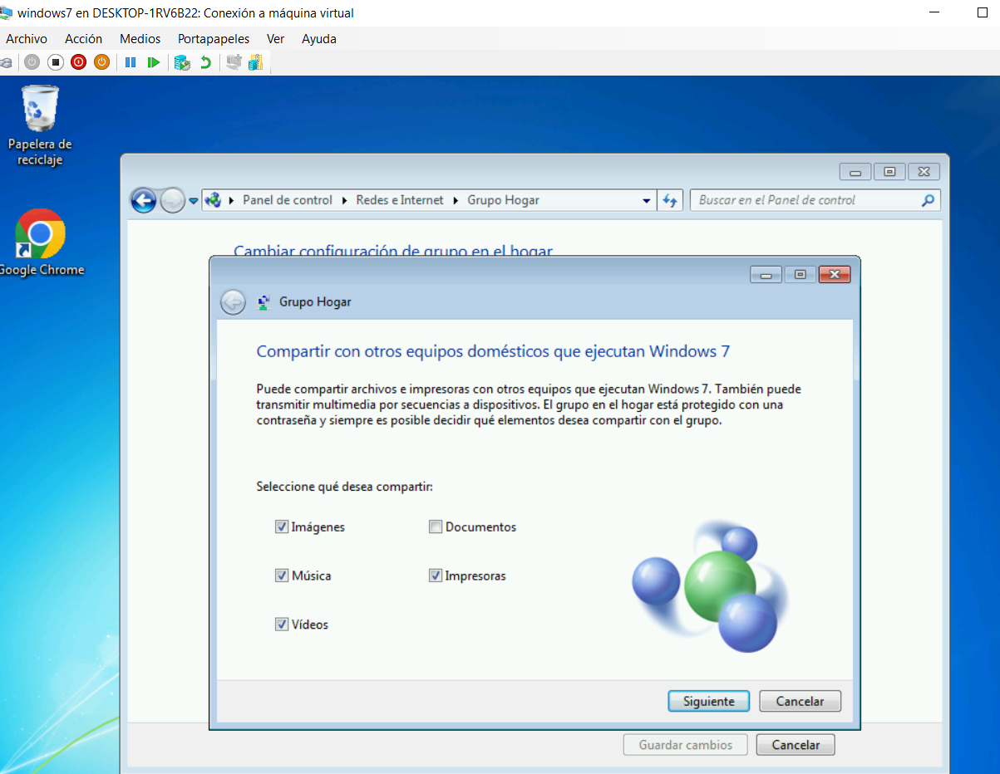 windows7 en DESKTOP-1RV6B22: Conexión a máquina virtual
Archivo Acción Medios Portapapeles Ver Ayuda
Papelera de
reciclaje
Panel de control Redes e Internet Grupo Hogar
Buscar en el Panel de control
Google Chrome
Cambiar configuración de grupo en el hogar
Grupo Hogar
Compartir con otros equipos domésticos que ejecutan Windows 7
Puede compartir archivos e impresoras con otros equipos que ejecutan Windows 7. También puede
transmitir multimedia por secuencias a dispositivos. El grupo en el hogar está protegido con una
contraseña y siempre es posible decidir qué elementos desea compartir con el grupo.
Seleccione qué desea compartir:
Imágenes Documentos
Música Impresoras
Vídeos
Siguiente Cancelar
Guardar cambios Cancelar